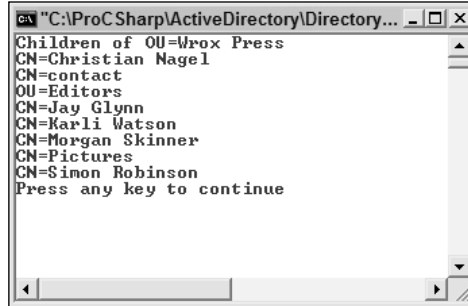 "C:\ProCSharp\ActiveDirectory\Directory...
Children of OU=Wrox Press
CN=Christian Nagel
CN=contact
OU=Editors
CN=Jay Glynn
CN=Karli Watson
CN=Morgan Skinner
CN=Pictures
CN=Simon Robinson
Press any key to continue